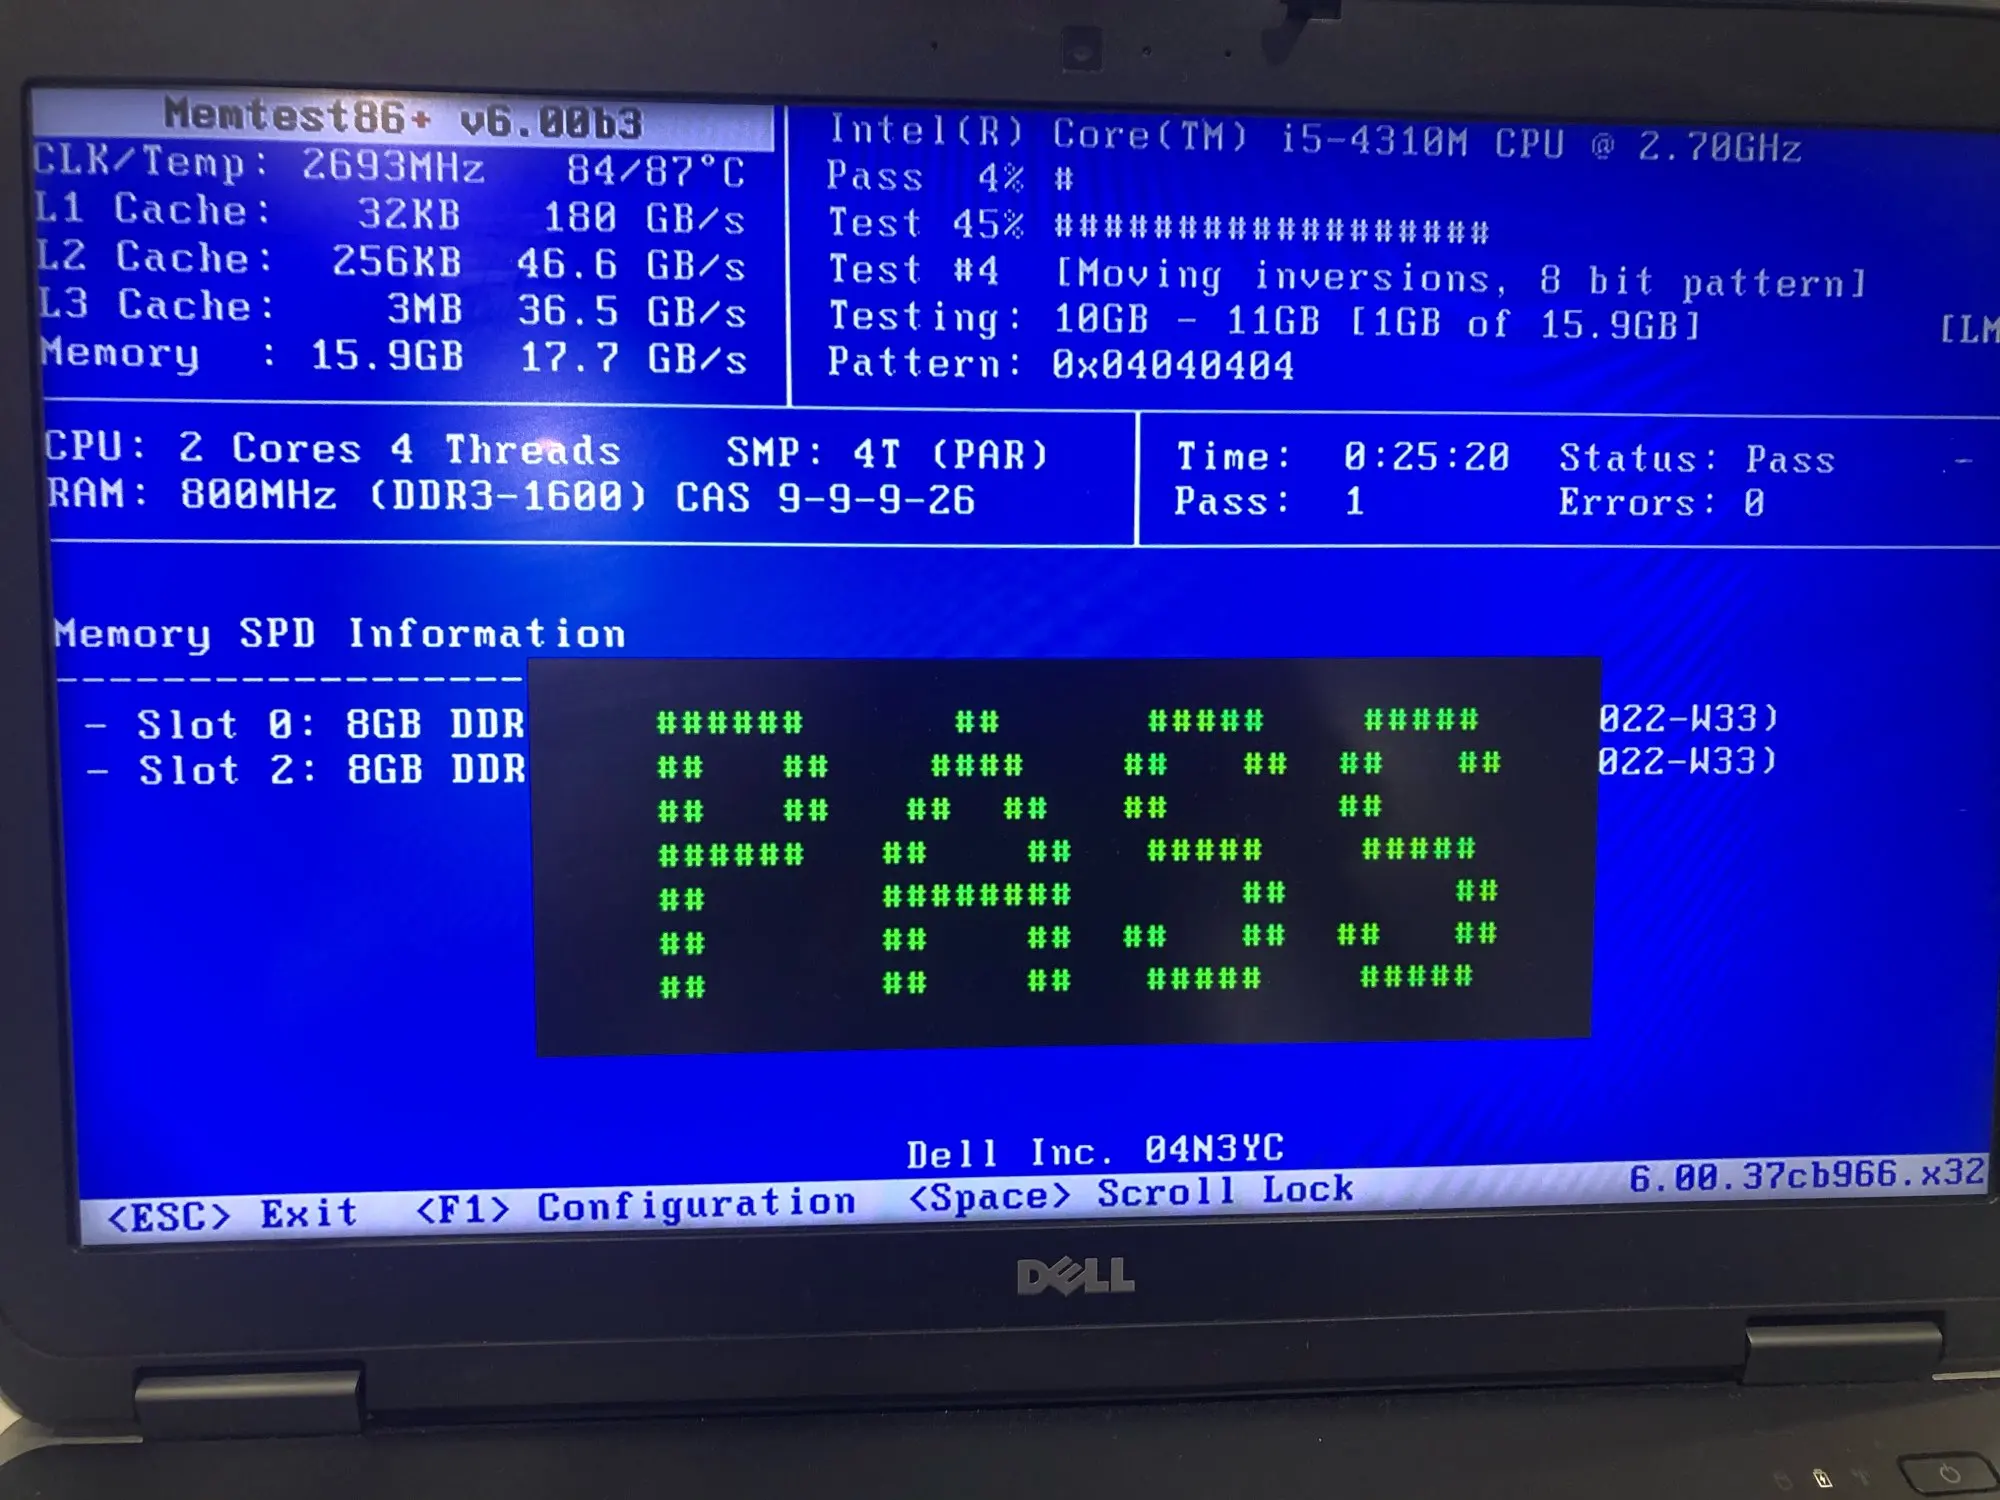 Memtest86+ v6.00b3
CLK/Temp: 2693MHz 84/87°C
L1 Cache: 32KB 180 GB/s
L2 Cache: 256KB 46.6 GB/s
L3 Cache: 3MB 36.5 GB/s
Memory : 15.9GB 17.7 GB/s
Intel(R) Core(TM) i5-4310M CPU @ 2.70GHz
Pass 4% #
Test 45% ##################
Test #4 [Moving inversions, 8 bit pattern]
Testing: 10GB - 11GB [1GB of 15.9GB] [LM
Pattern: 0x04040404
CPU: 2 Cores 4 Threads SMP: 4T (PAR)
RAM: 800MHz (DDR3-1600) CAS 9-9-9-26
Time: 0:25:20 Status: Pass -
Pass: 1 Errors: 0
Memory SPD Information
------------------
- Slot 0: 8GB DDR 022-W33)
- Slot 2: 8GB DDR 022-W33)
PASS
Dell Inc. 04N3YC
<ESC> Exit <F1> Configuration <Space> Scroll Lock 6.00.37cb966.x32
DELL